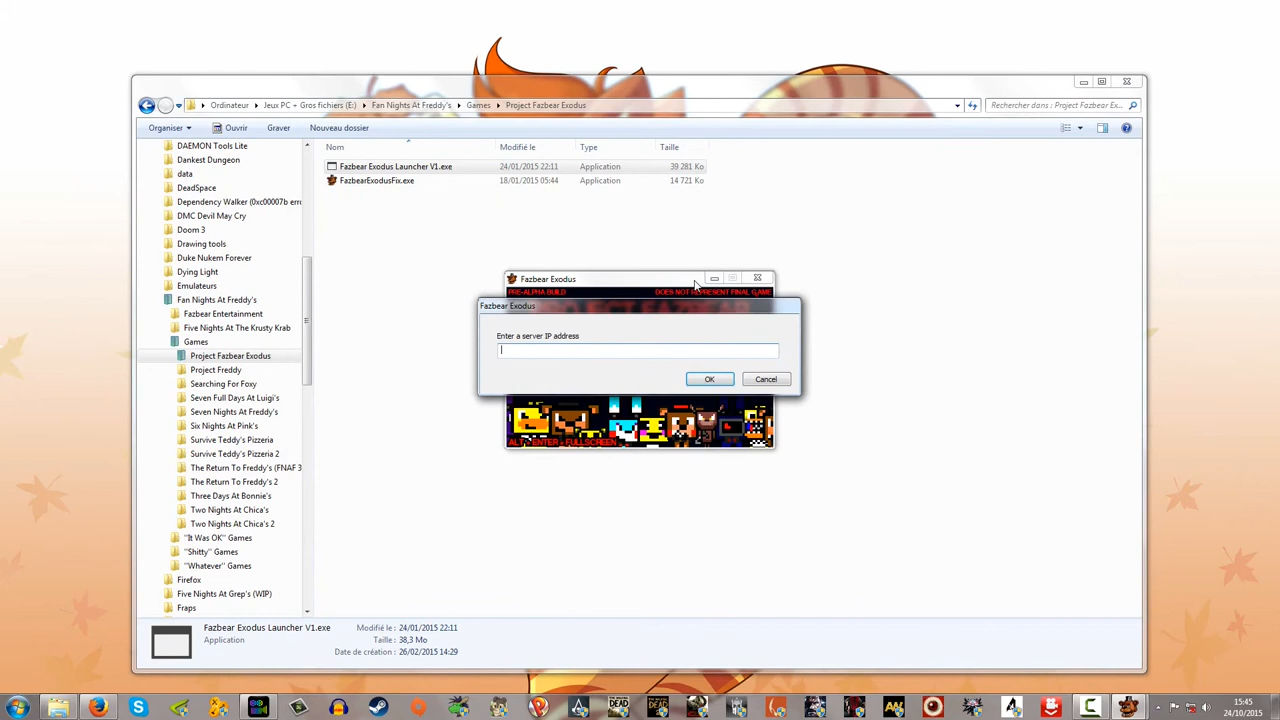 Ordinateur Jeux PC + Gros fichiers (E:) Fan Nights At Freddy's Games Project Fazbear Exodus Rechercher dans : Project Fazbear Ex...
Organiser Ouvrir Graver Nouveau dossier
Nom Modifié le Type Taille
Fazbear Exodus Launcher V1.exe 24/01/2015 22:11 Application 39 281 Ko
FazbearExodusFix.exe 18/01/2015 05:44 Application 14 721 Ko
DAEMON Tools Lite
Dankest Dungeon
data
DeadSpace
Dependency Walker (0xc00007b erro
DMC Devil May Cry
Doom 3
Drawing tools
Duke Nukem Forever
Dying Light
Emulateurs
Fan Nights At Freddy's
Fazbear Entertainment
Five Nights At The Krusty Krab
Games
Project Fazbear Exodus
Project Freddy
Searching For Foxy
Seven Full Days At Luigi's
Seven Nights At Freddy's
Six Nights At Pink's
Survive Teddy's Pizzeria
Survive Teddy's Pizzeria 2
The Return To Freddy's (FNAF 3
The Return To Freddy's 2
Three Days At Bonnie's
Two Nights At Chica's
Two Nights At Chica's 2
"It Was OK" Games
"Shitty" Games
"Whatever" Games
Firefox
Five Nights At Grep's (WIP)
Fraps
Fazbear Exodus
PRE-ALPHA BUILD DOES NOT REPRESENT FINAL GAME
Fazbear Exodus
Enter a server IP address
OK Cancel
ALT + ENTER - FULLSCREEN
Fazbear Exodus Launcher V1.exe Modifié le : 24/01/2015 22:11
Application Taille : 38,3 Mo
Date de création : 26/02/2015 14:29
15:45
24/10/2015